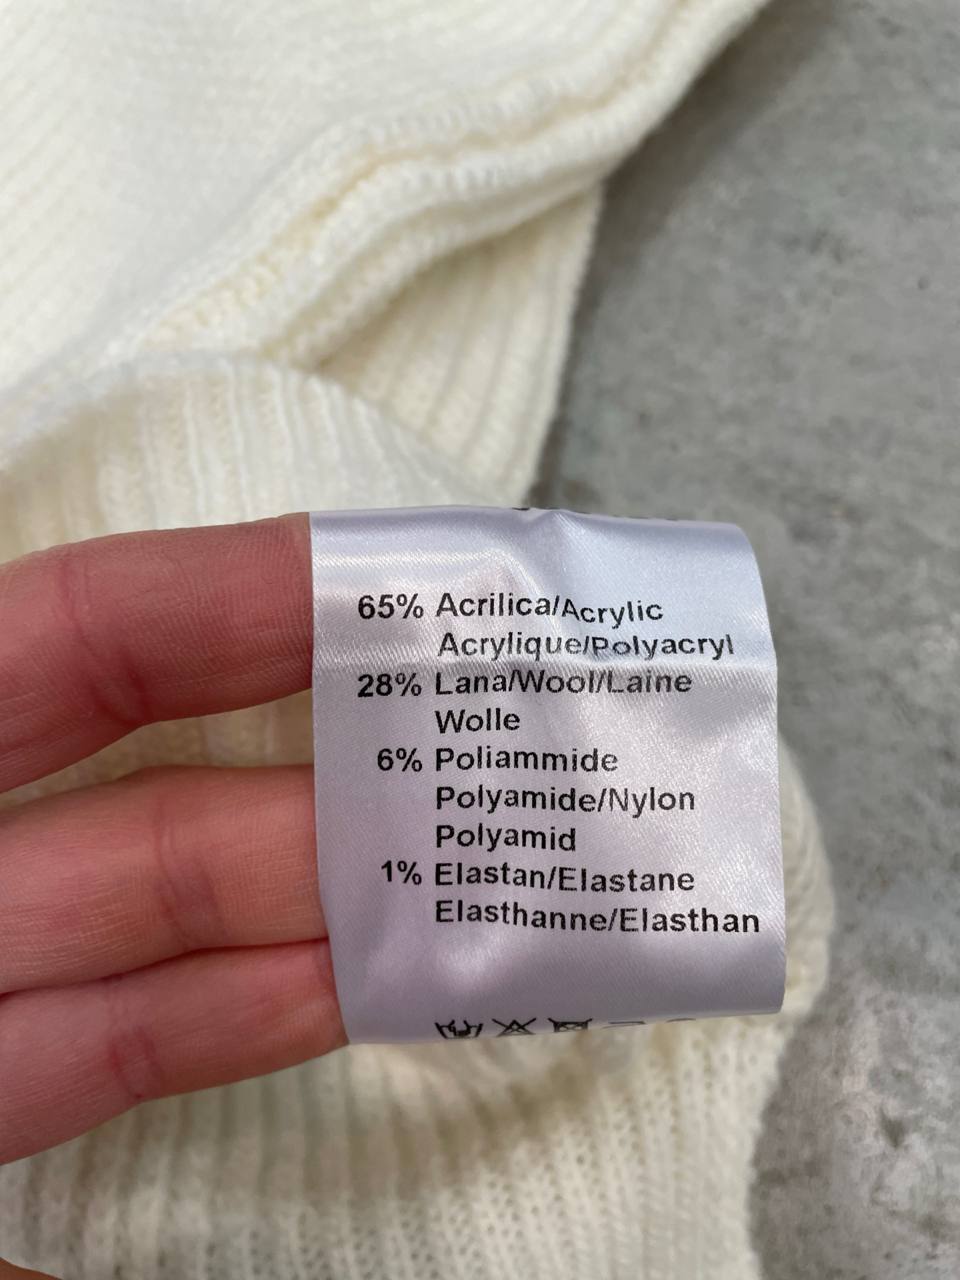 65% Acrilica/Acrylic
Acrylique/Polyacryl
28% Lana/Wool/Laine
Wolle
6% Poliammide
Polyamide/Nylon
Polyamid
1% Elastan/Elastane
Elasthanne/Elasthan